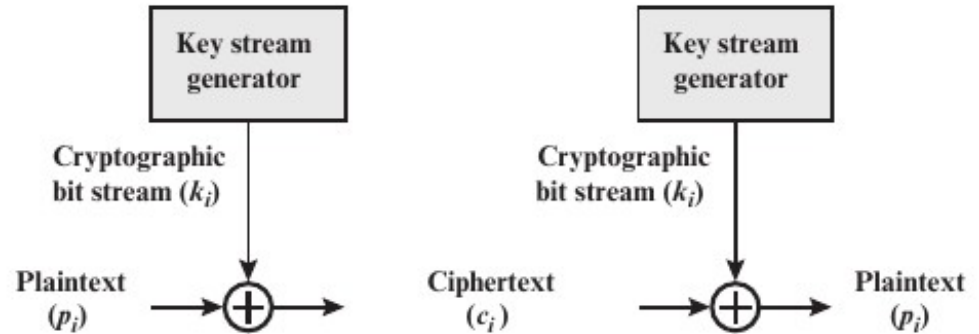 Key stream
generator
Key stream
generator
Cryptographic
bit stream (ki)
Cryptographic
bit stream (ki)
Plaintext
(pi)
Ciphertext
(ci)
Plaintext
(pi)